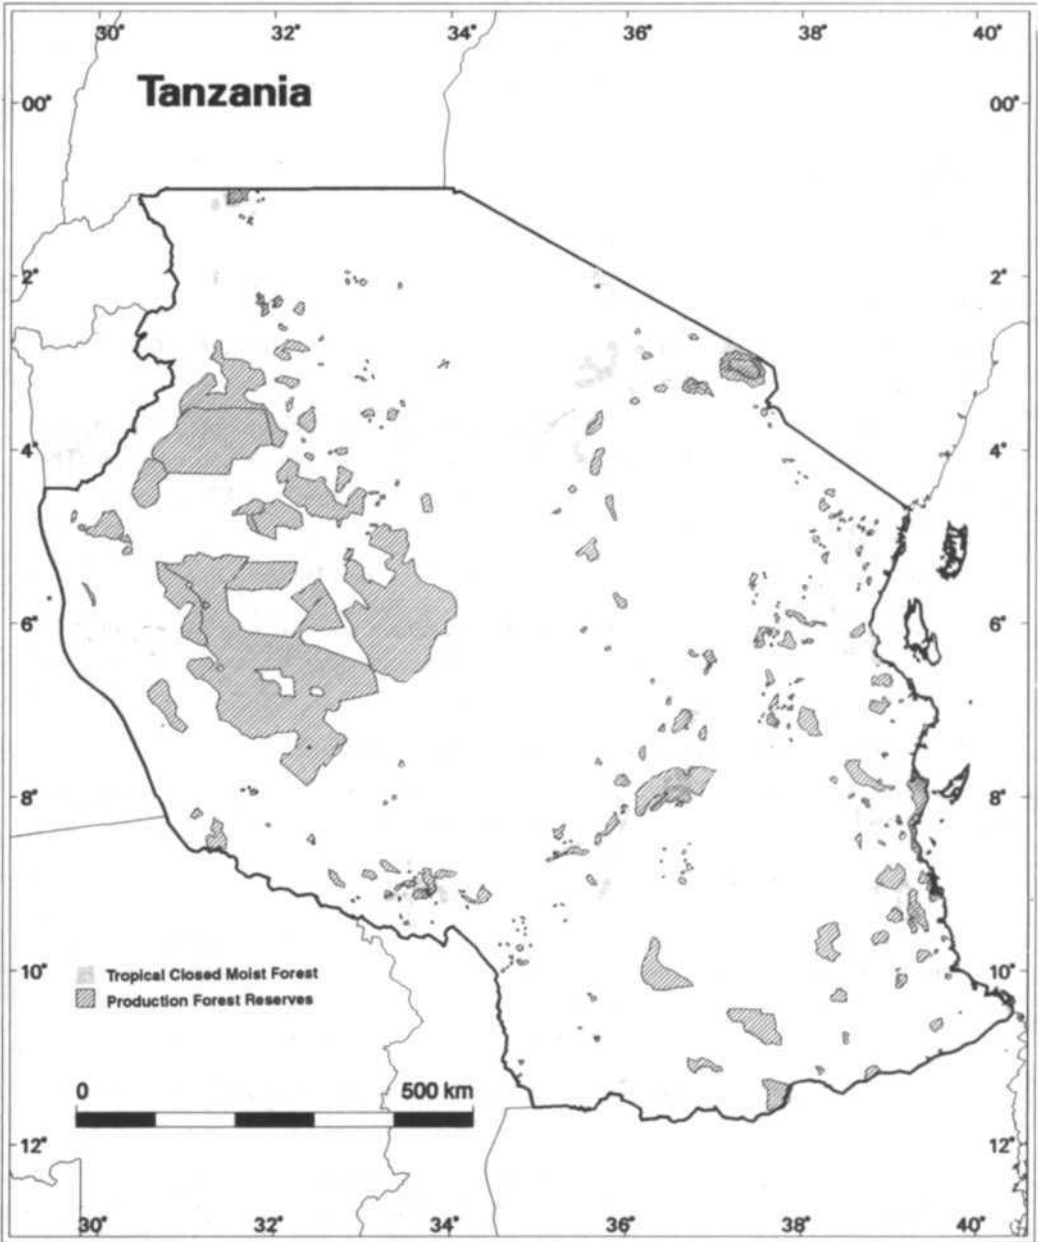 30° 32° 34° 36° 38° 40°
Tanzania
00° 00°
2° 2°
4° 4°
6° 6°
8° 8°
10° 10°
Tropical Closed Moist Forest
Production Forest Reserves
0 500 km
12° 12°
30° 32° 34° 36° 38° 40°